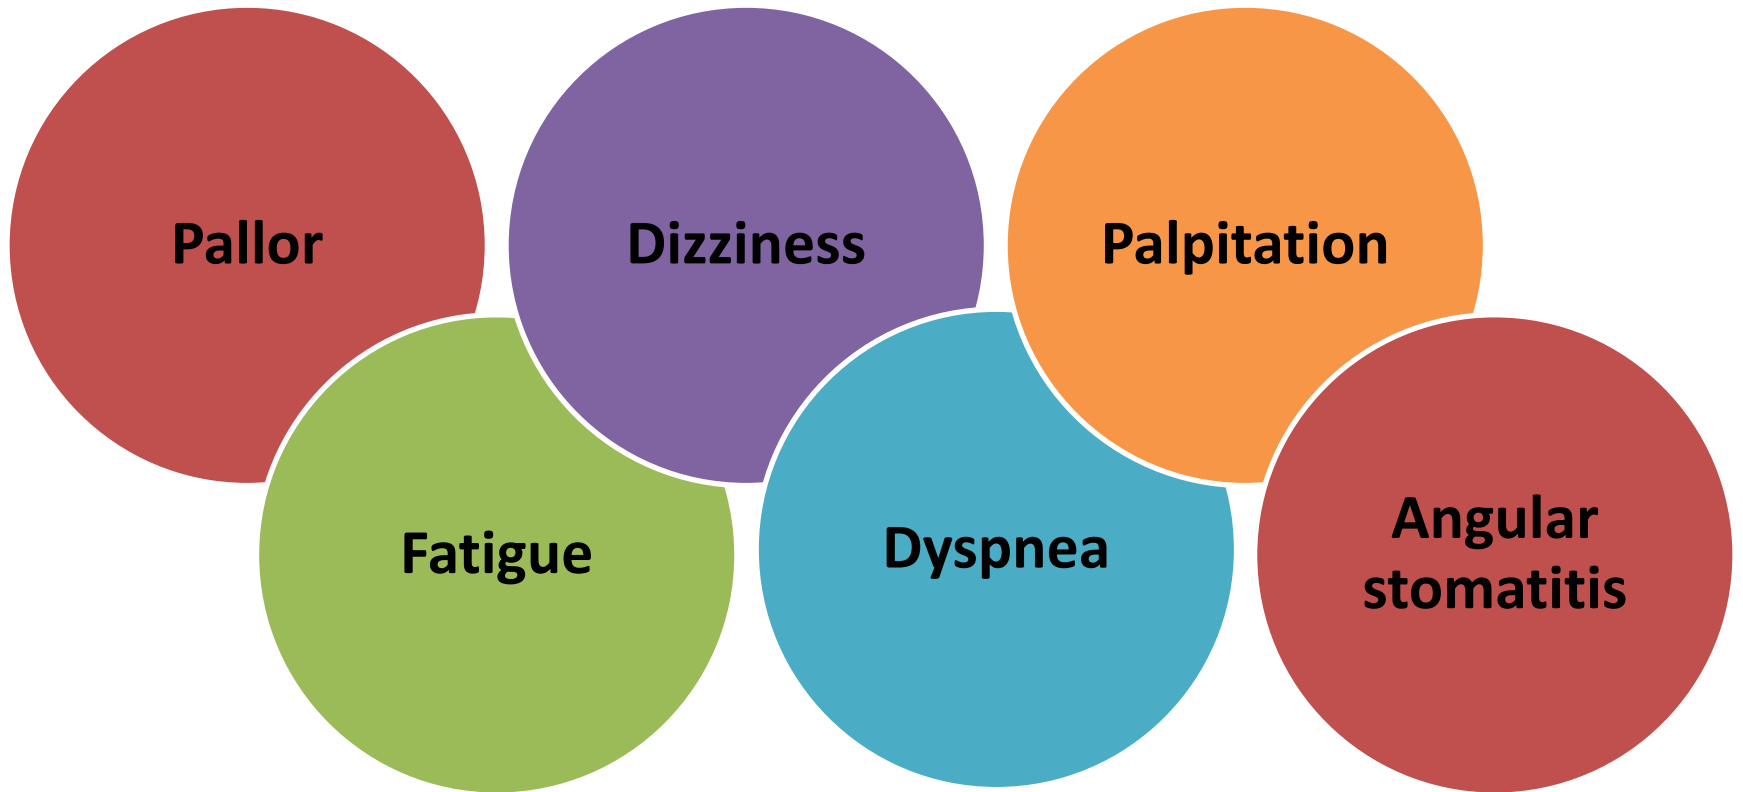 Pallor
Dizziness
Palpitation
Fatigue
Dyspnea
Angular
stomatitis